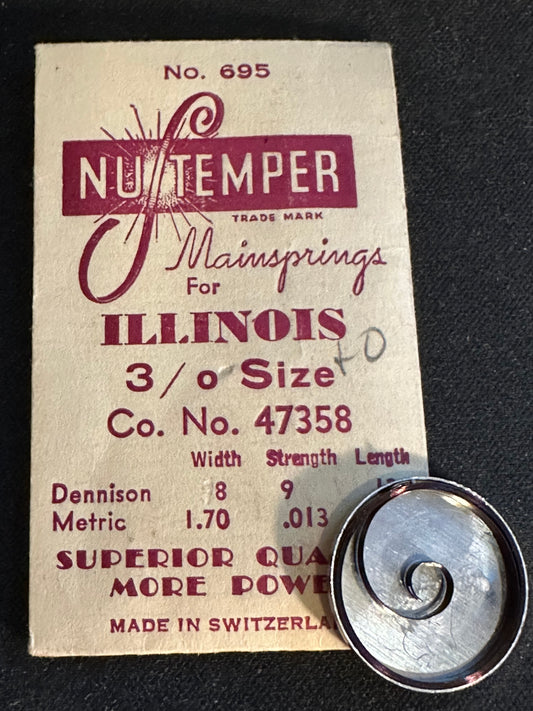 No. 695
NU TEMPER
TRADE MARK
Mainsprings
For
ILLINOIS
3/0 Size +0
Co. No. 47358
Width Strength Length
Dennison 8 9
Metric 1.70 .013
SUPERIOR
MORE
MADE IN